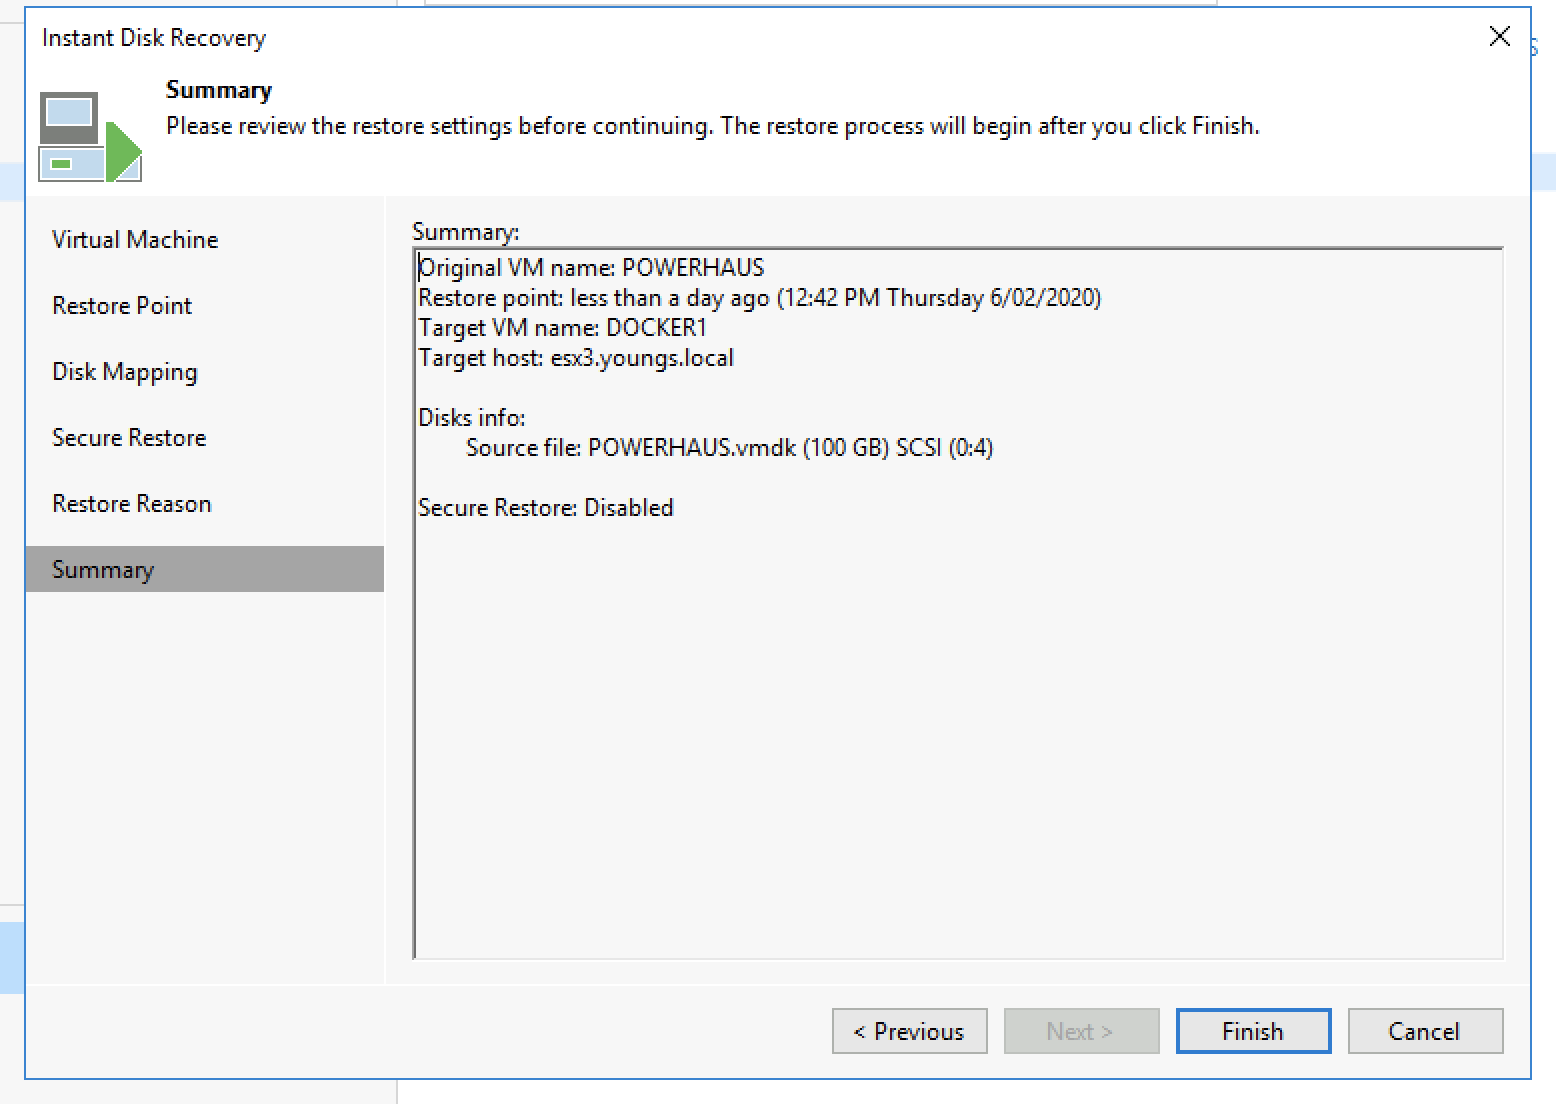 Instant Disk Recovery
Summary
Please review the restore settings before continuing. The restore process will begin after you click Finish.
Virtual Machine
Restore Point
Disk Mapping
Secure Restore
Restore Reason
Summary
Summary:
Original VM name: POWERHAUS
Restore point: less than a day ago (12:42 PM Thursday 6/02/2020)
Target VM name: DOCKER1
Target host: esx3.youngs.local
Disks info:
Source file: POWERHAUS.vmdk (100 GB) SCSI (0:4)
Secure Restore: Disabled
< Previous
Next >
Finish
Cancel